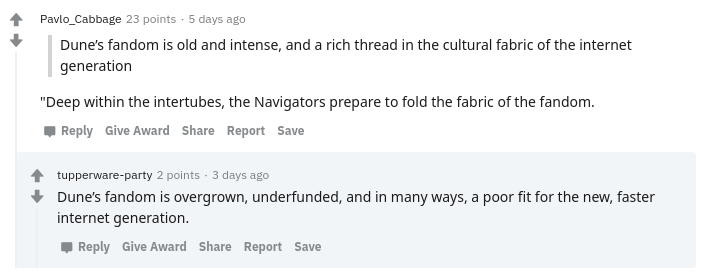 Pavlo_Cabbage 23 points · 5 days ago
Dune’s fandom is old and intense, and a rich thread in the cultural fabric of the internet
generation
"Deep within the intertubes, the Navigators prepare to fold the fabric of the fandom.
Reply Give Award Share Report Save
tupperware-party 2 points · 3 days ago
Dune’s fandom is overgrown, underfunded, and in many ways, a poor fit for the new, faster
internet generation.
Reply Give Award Share Report Save